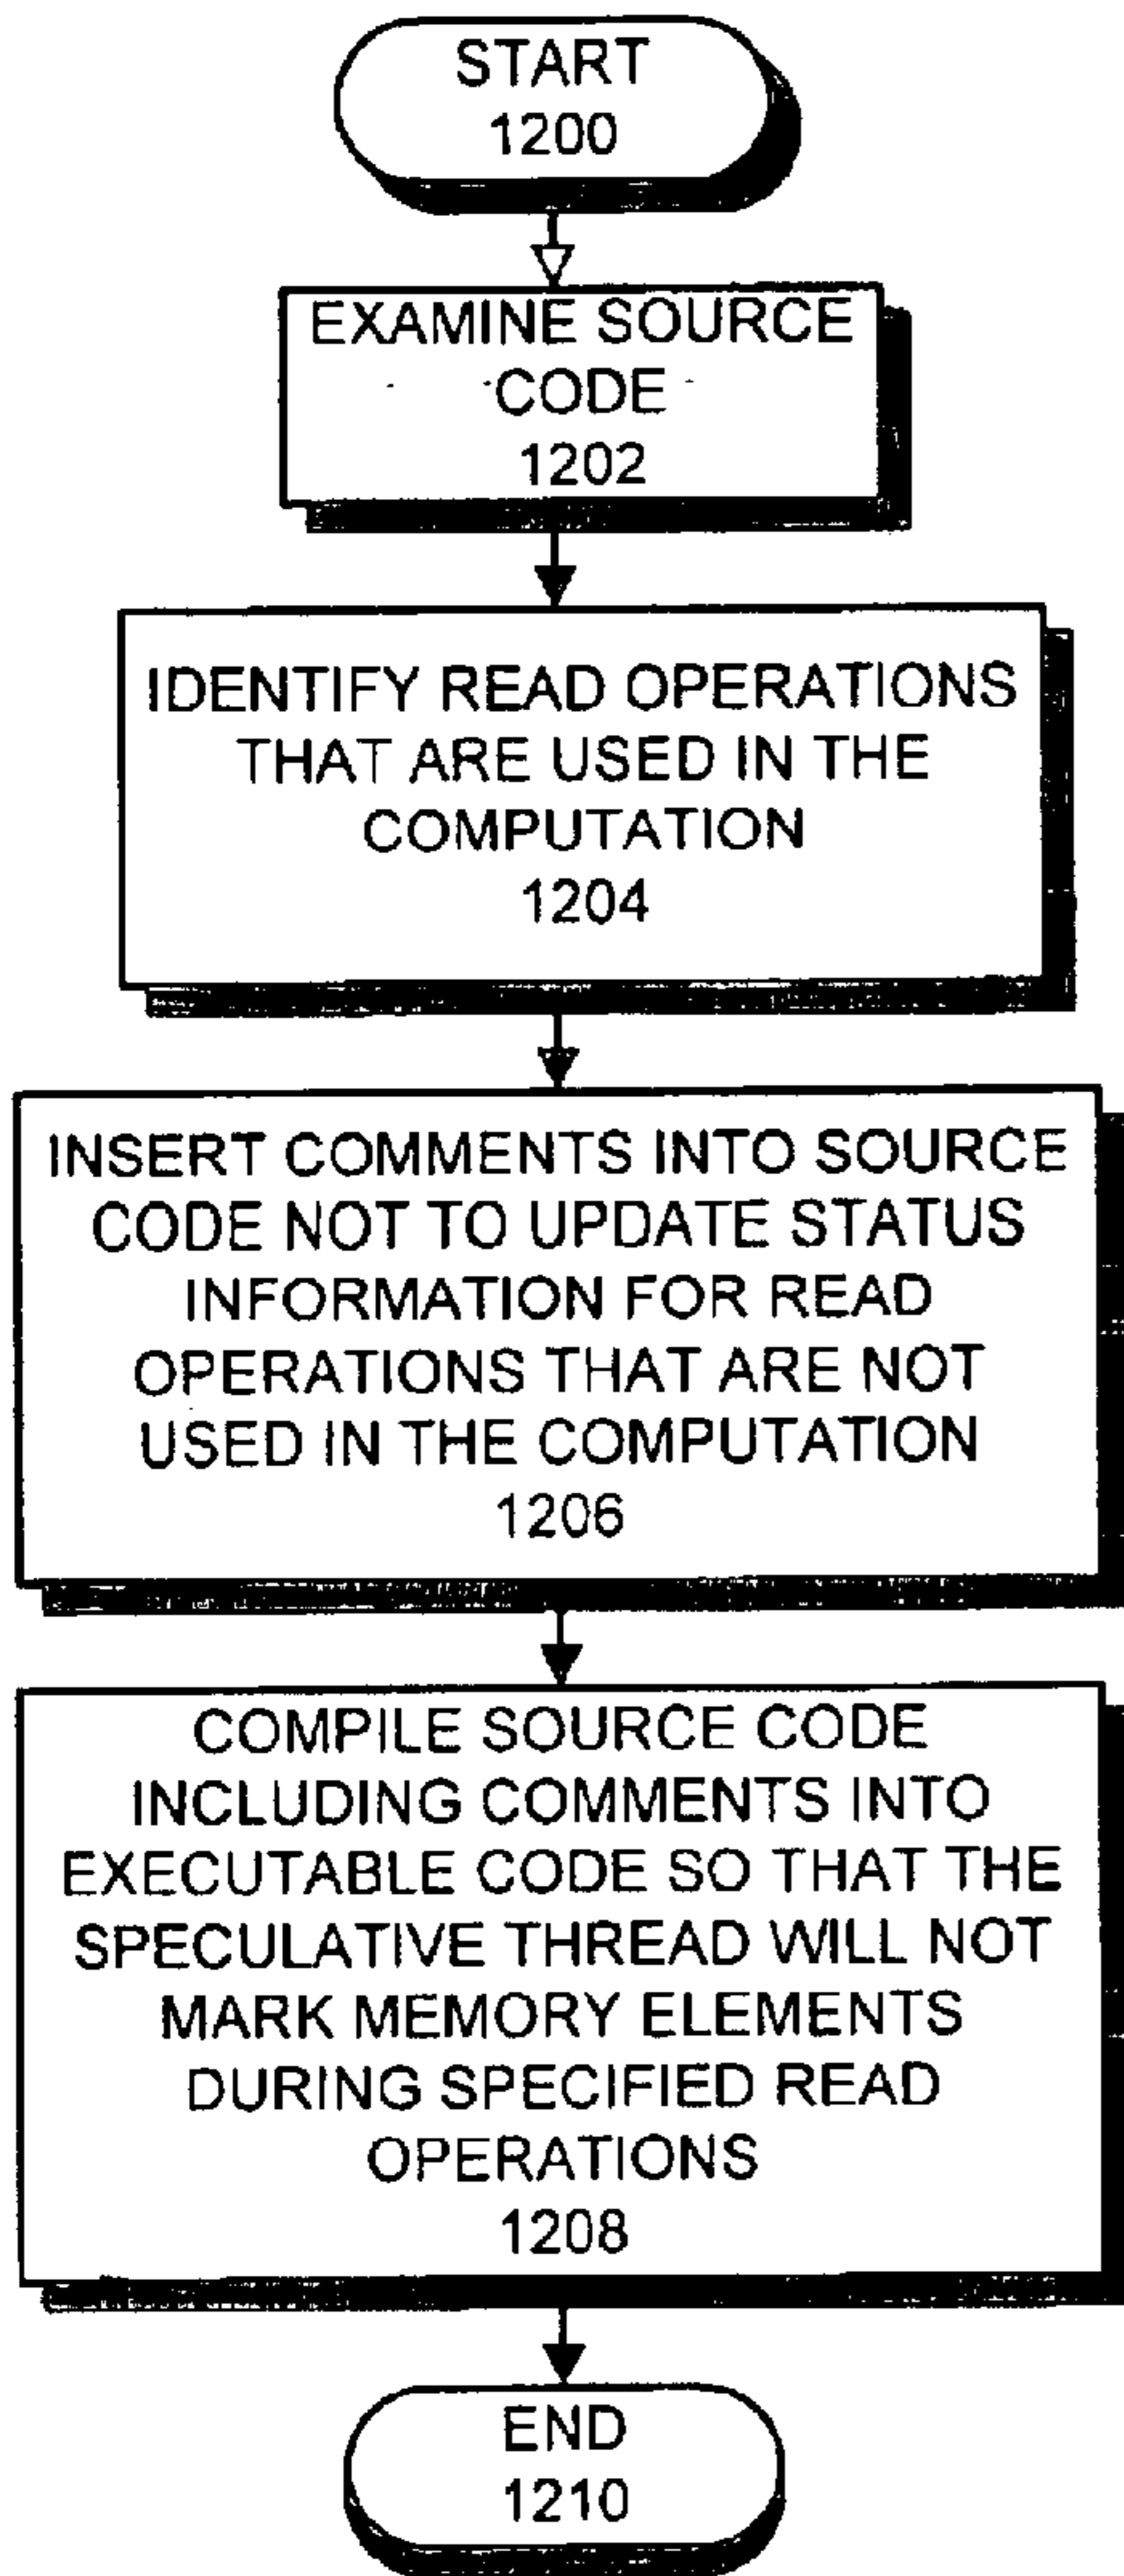 START
1200
EXAMINE SOURCE
CODE
1202
IDENTIFY READ OPERATIONS
THAT ARE USED IN THE
COMPUTATION
1204
INSERT COMMENTS INTO SOURCE
CODE NOT TO UPDATE STATUS
INFORMATION FOR READ
OPERATIONS THAT ARE NOT
USED IN THE COMPUTATION
1206
COMPILE SOURCE CODE
INCLUDING COMMENTS INTO
EXECUTABLE CODE SO THAT THE
SPECULATIVE THREAD WILL NOT
MARK MEMORY ELEMENTS
DURING SPECIFIED READ
OPERATIONS
1208
END
1210